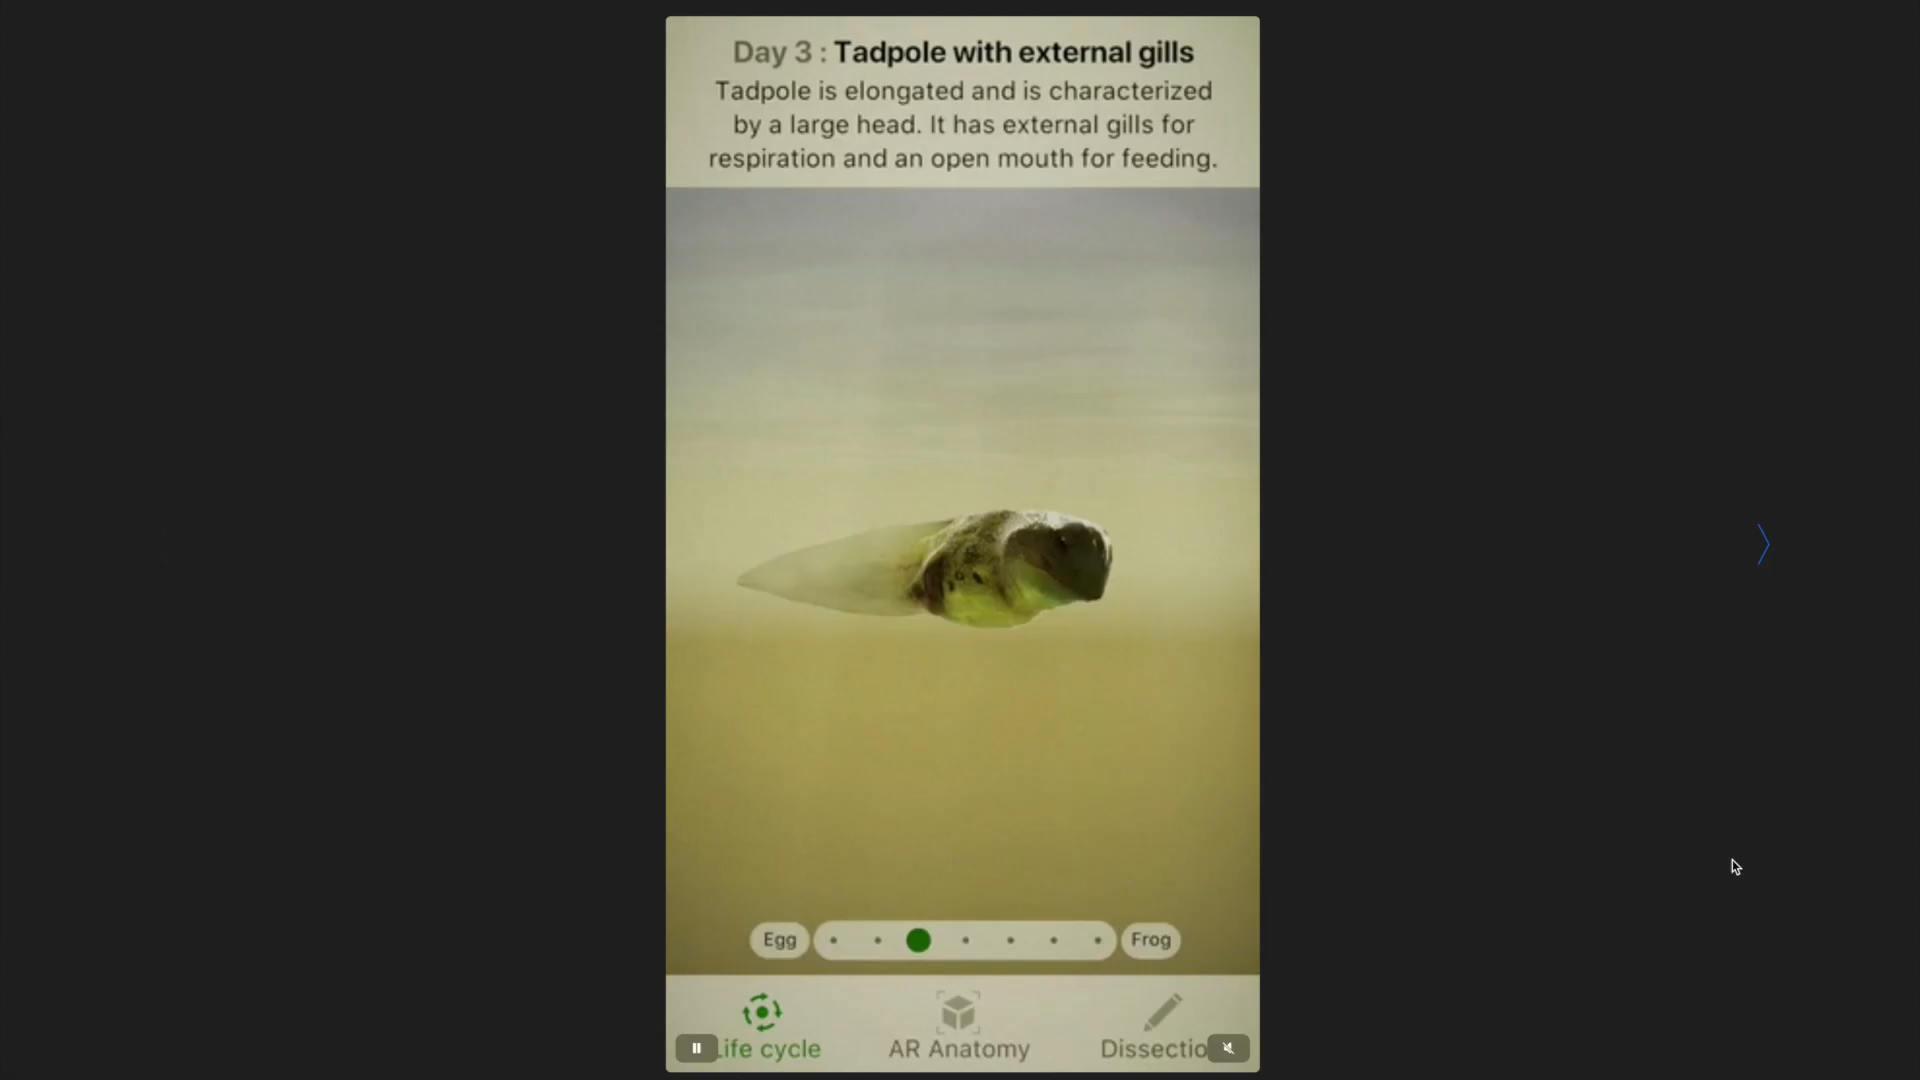 Day 3 : Tadpole with external gills
Tadpole is elongated and is characterized
by a large head. It has external gills for
respiration and an open mouth for feeding.
Egg
Frog
Life cycle
AR Anatomy
Dissectio